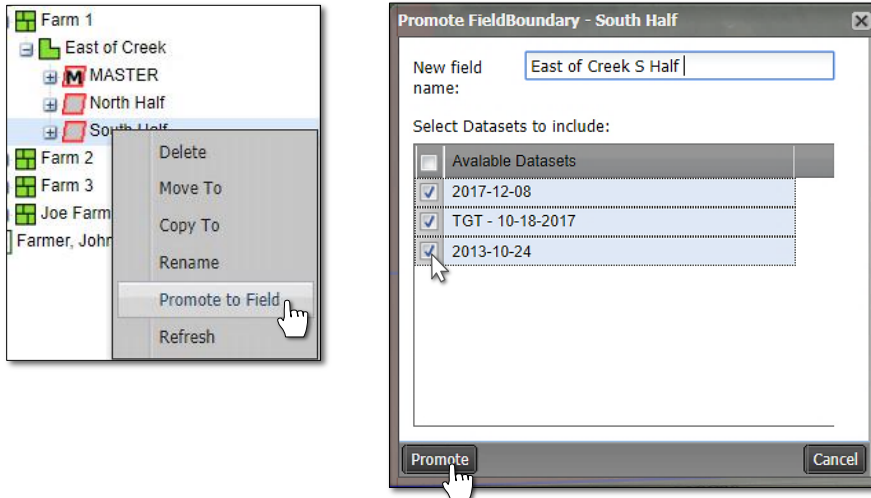 Farm 1
East of Creek
M MASTER
North Half
South Half
Farm 2
Farm 3
Joe Farm
Farmer, John
Delete
Move To
Copy To
Rename
Promote to Field
Refresh
Promote FieldBoundary - South Half
New field
name:
East of Creek S Half
Select Datasets to include:
Avalable Datasets
2017-12-08
TGT - 10-18-2017
2013-10-24
Promote
Cancel